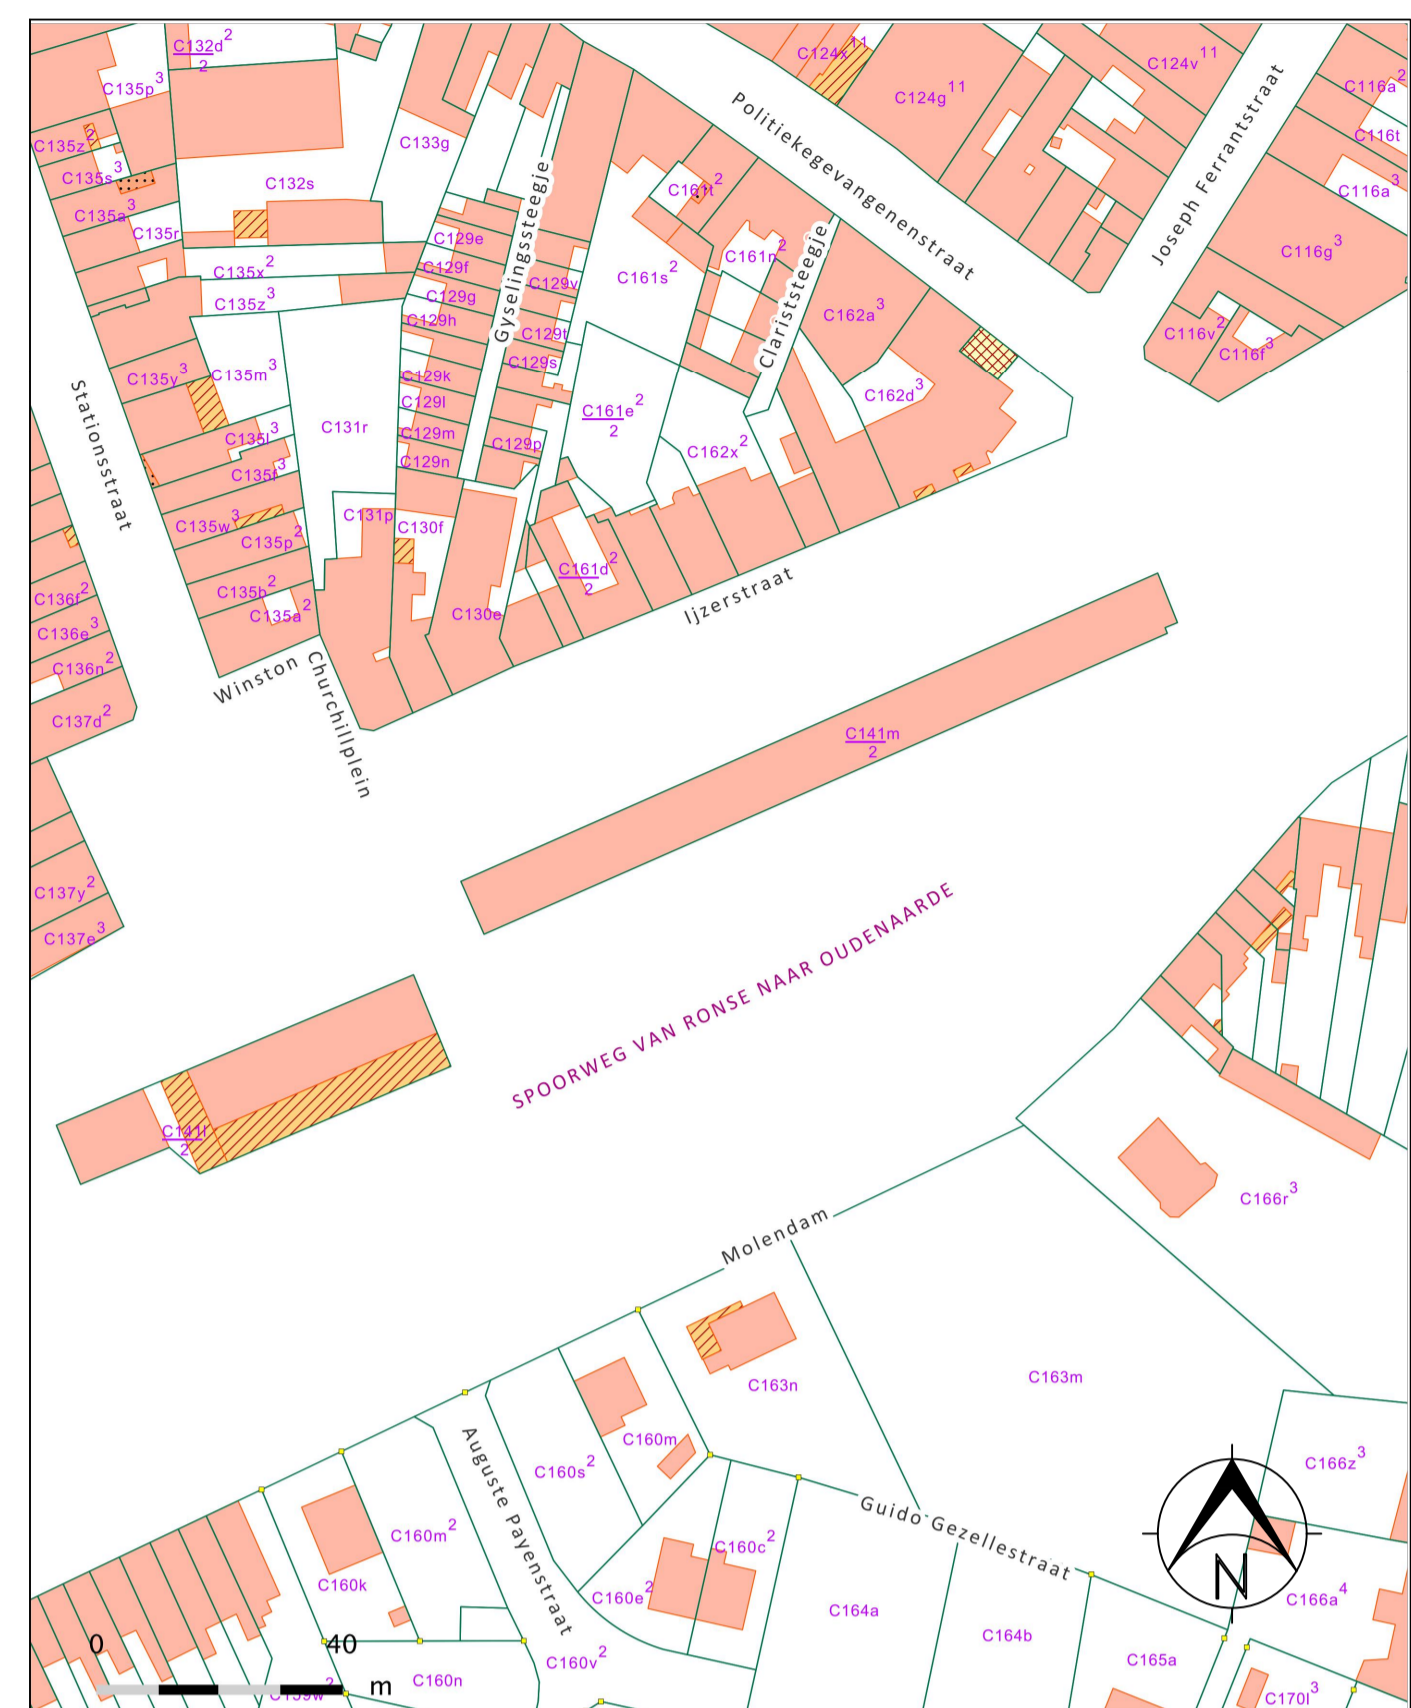 C132d²
2
C135p³
C135z²
C135s³
C135a³
C135r
C132s
C133g
C135x²
C135z³
C129e
C129f
C129g
C129h
C129k
C129l
C129m
C129n
C129v
C129t
C129s
C129p
Gyselingssteegje
C135y³
C135m³
C135l³
C135f³
C135w³
C135p²
C135b²
C135a²
C131r
C131p
C130f
C130e
C161t²
C161s²
C161n²
C161e²
2
C161d²
2
C162x²
C162a³
C162d³
Clariststeegje
Politiekegevangenenstraat
C124x¹¹
C124g¹¹
C124v¹¹
Joseph Ferrantstraat
C116a²
C116t
C116a³
C116g³
C116v²
C116f³
Stationsstraat
C136f²
C136e³
C136n²
C137d²
C137y²
C137e³
Winston
Churchillplein
Ijzerstraat
C141m
2
C141l
2
SPOORWEG VAN RONSE NAAR OUDENAARDE
C166r³
Molendam
C163n
C163m
C160m
C160s²
C160m²
C160k
Auguste Payenstraat
C160c²
C160e²
C160v²
C160n
C159w²
Guido Gezellestraat
C164a
C164b
C165a
C166z³
C166a⁴
C170l³
N
0
40
m